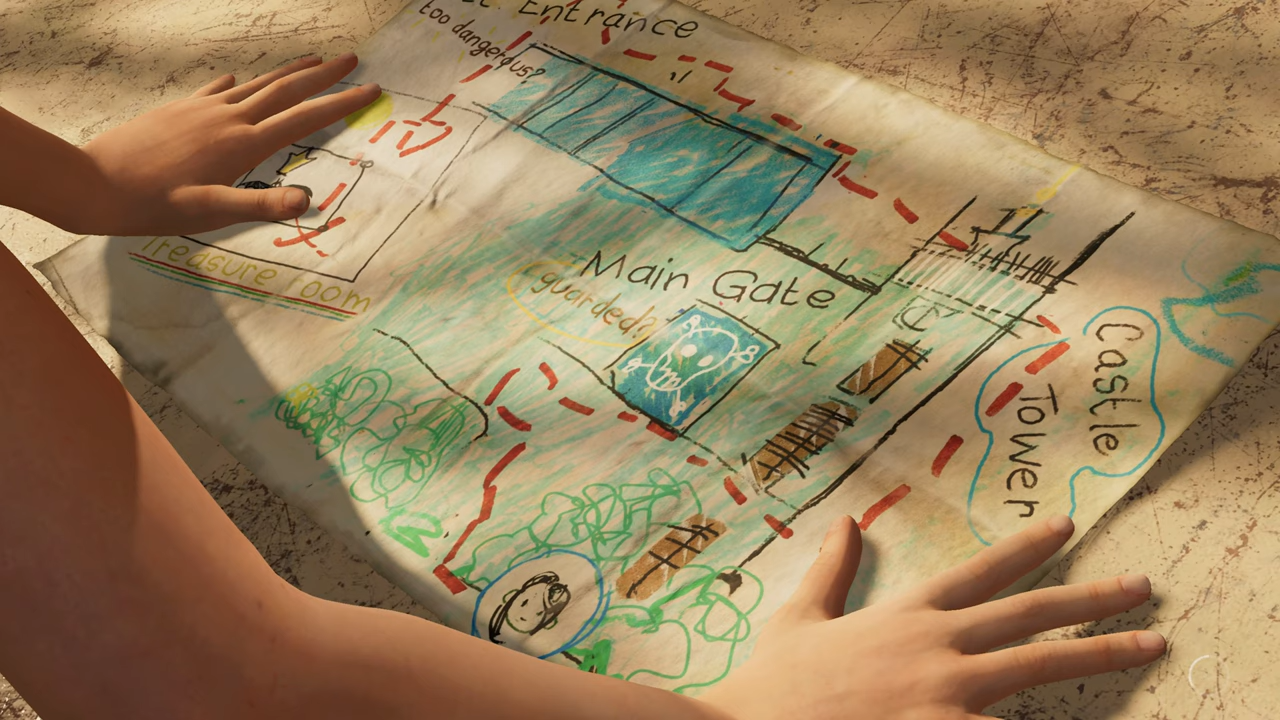 Entrance
too dangerous?
Treasure room
Main Gate
(guarded?)
Castle
Tower